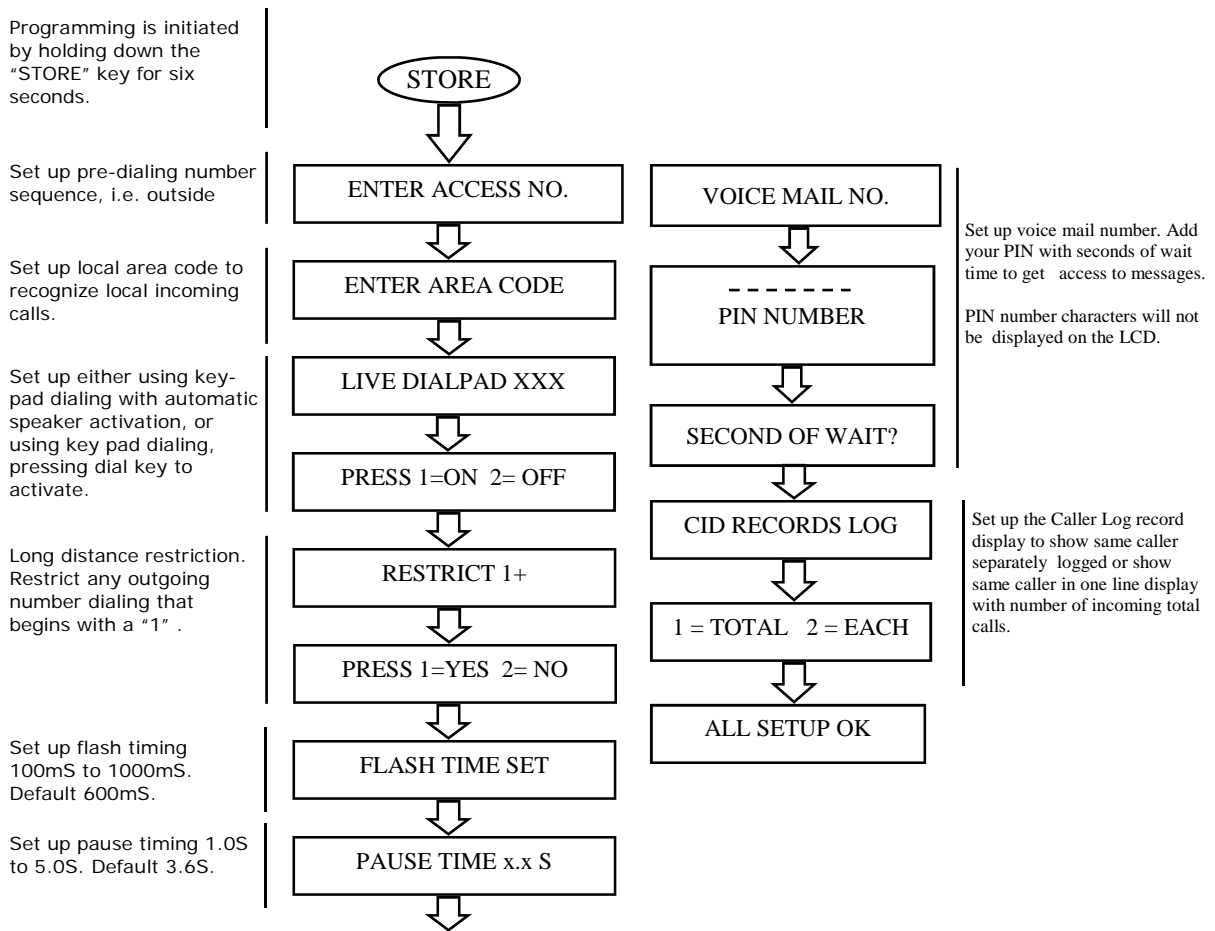 Programming is initiated
by holding down the
“STORE” key for six
seconds.
STORE
Set up pre-dialing number
sequence, i.e. outside
ENTER ACCESS NO.
Set up local area code to
recognize local incoming
calls.
ENTER AREA CODE
Set up either using key-
pad dialing with automatic
speaker activation, or
using key pad dialing,
pressing dial key to
activate.
LIVE DIALPAD XXX
PRESS 1=ON 2= OFF
Long distance restriction.
Restrict any outgoing
number dialing that
begins with a “1” .
RESTRICT 1+
PRESS 1=YES 2= NO
Set up flash timing
100mS to 1000mS.
Default 600mS.
FLASH TIME SET
Set up pause timing 1.0S
to 5.0S. Default 3.6S.
PAUSE TIME x.x S
VOICE MAIL NO.
_ _ _ _ _ _ _
PIN NUMBER
SECOND OF WAIT?
Set up voice mail number. Add
your PIN with seconds of wait
time to get access to messages.
PIN number characters will not
be displayed on the LCD.
CID RECORDS LOG
1 = TOTAL 2 = EACH
Set up the Caller Log record
display to show same caller
separately logged or show
same caller in one line display
with number of incoming total
calls.
ALL SETUP OK